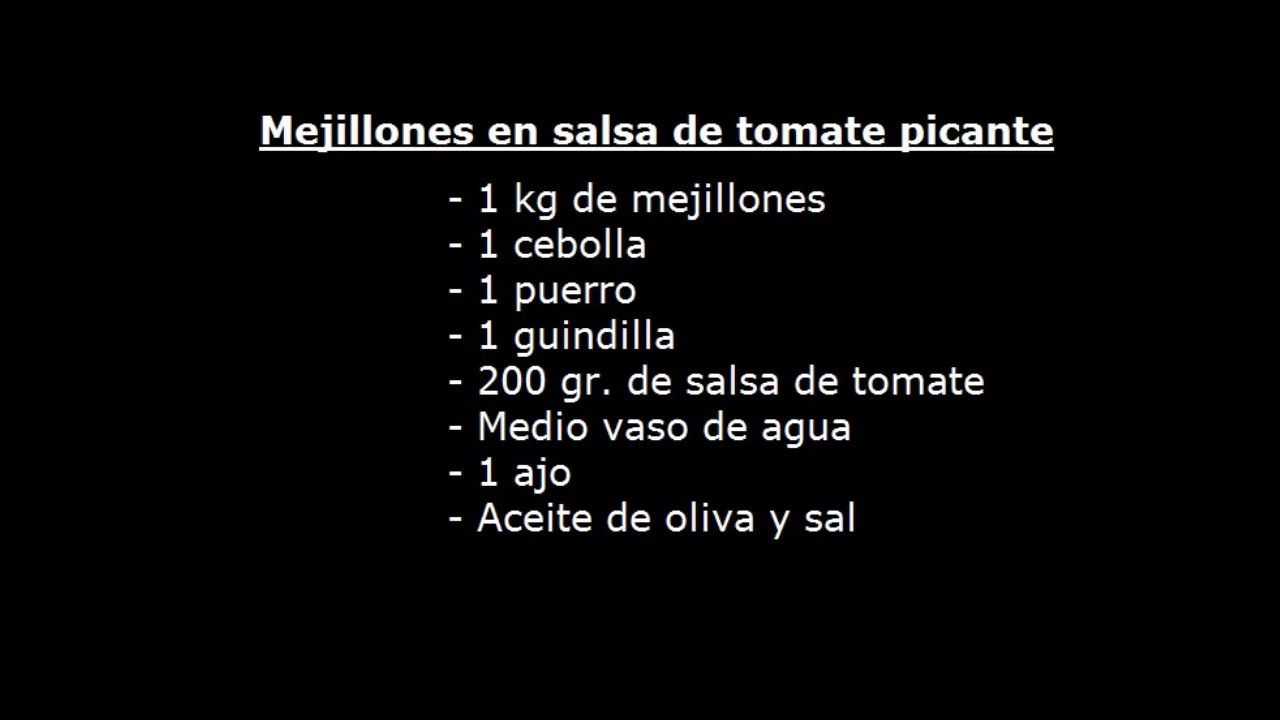 Mejillones en salsa de tomate picante
- 1 kg de mejillones
- 1 cebolla
- 1 puerro
- 1 guindilla
- 200 gr. de salsa de tomate
- Medio vaso de agua
- 1 ajo
- Aceite de oliva y sal